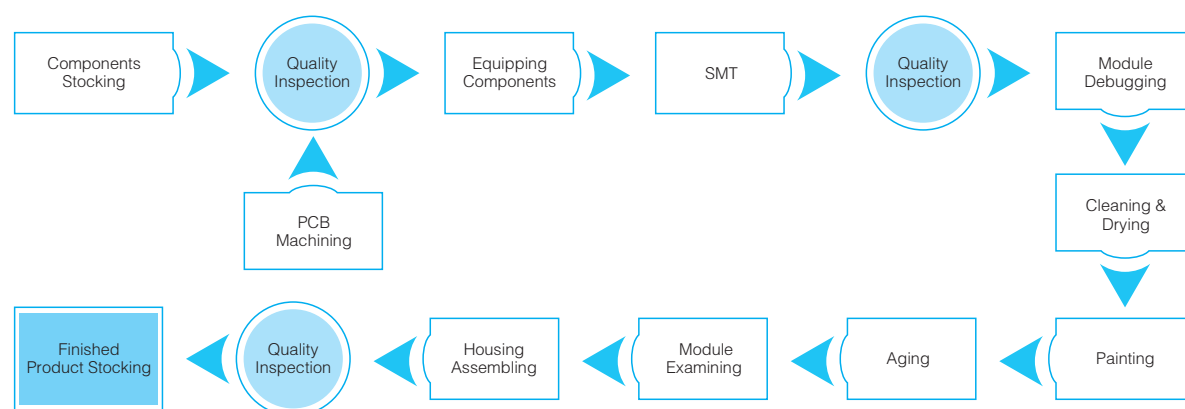 Components
Stocking
Quality
Inspection
Equipping
Components
SMT
Quality
Inspection
Module
Debugging
PCB
Machining
Cleaning &
Drying
Painting
Aging
Module
Examining
Housing
Assembling
Quality
Inspection
Finished
Product Stocking